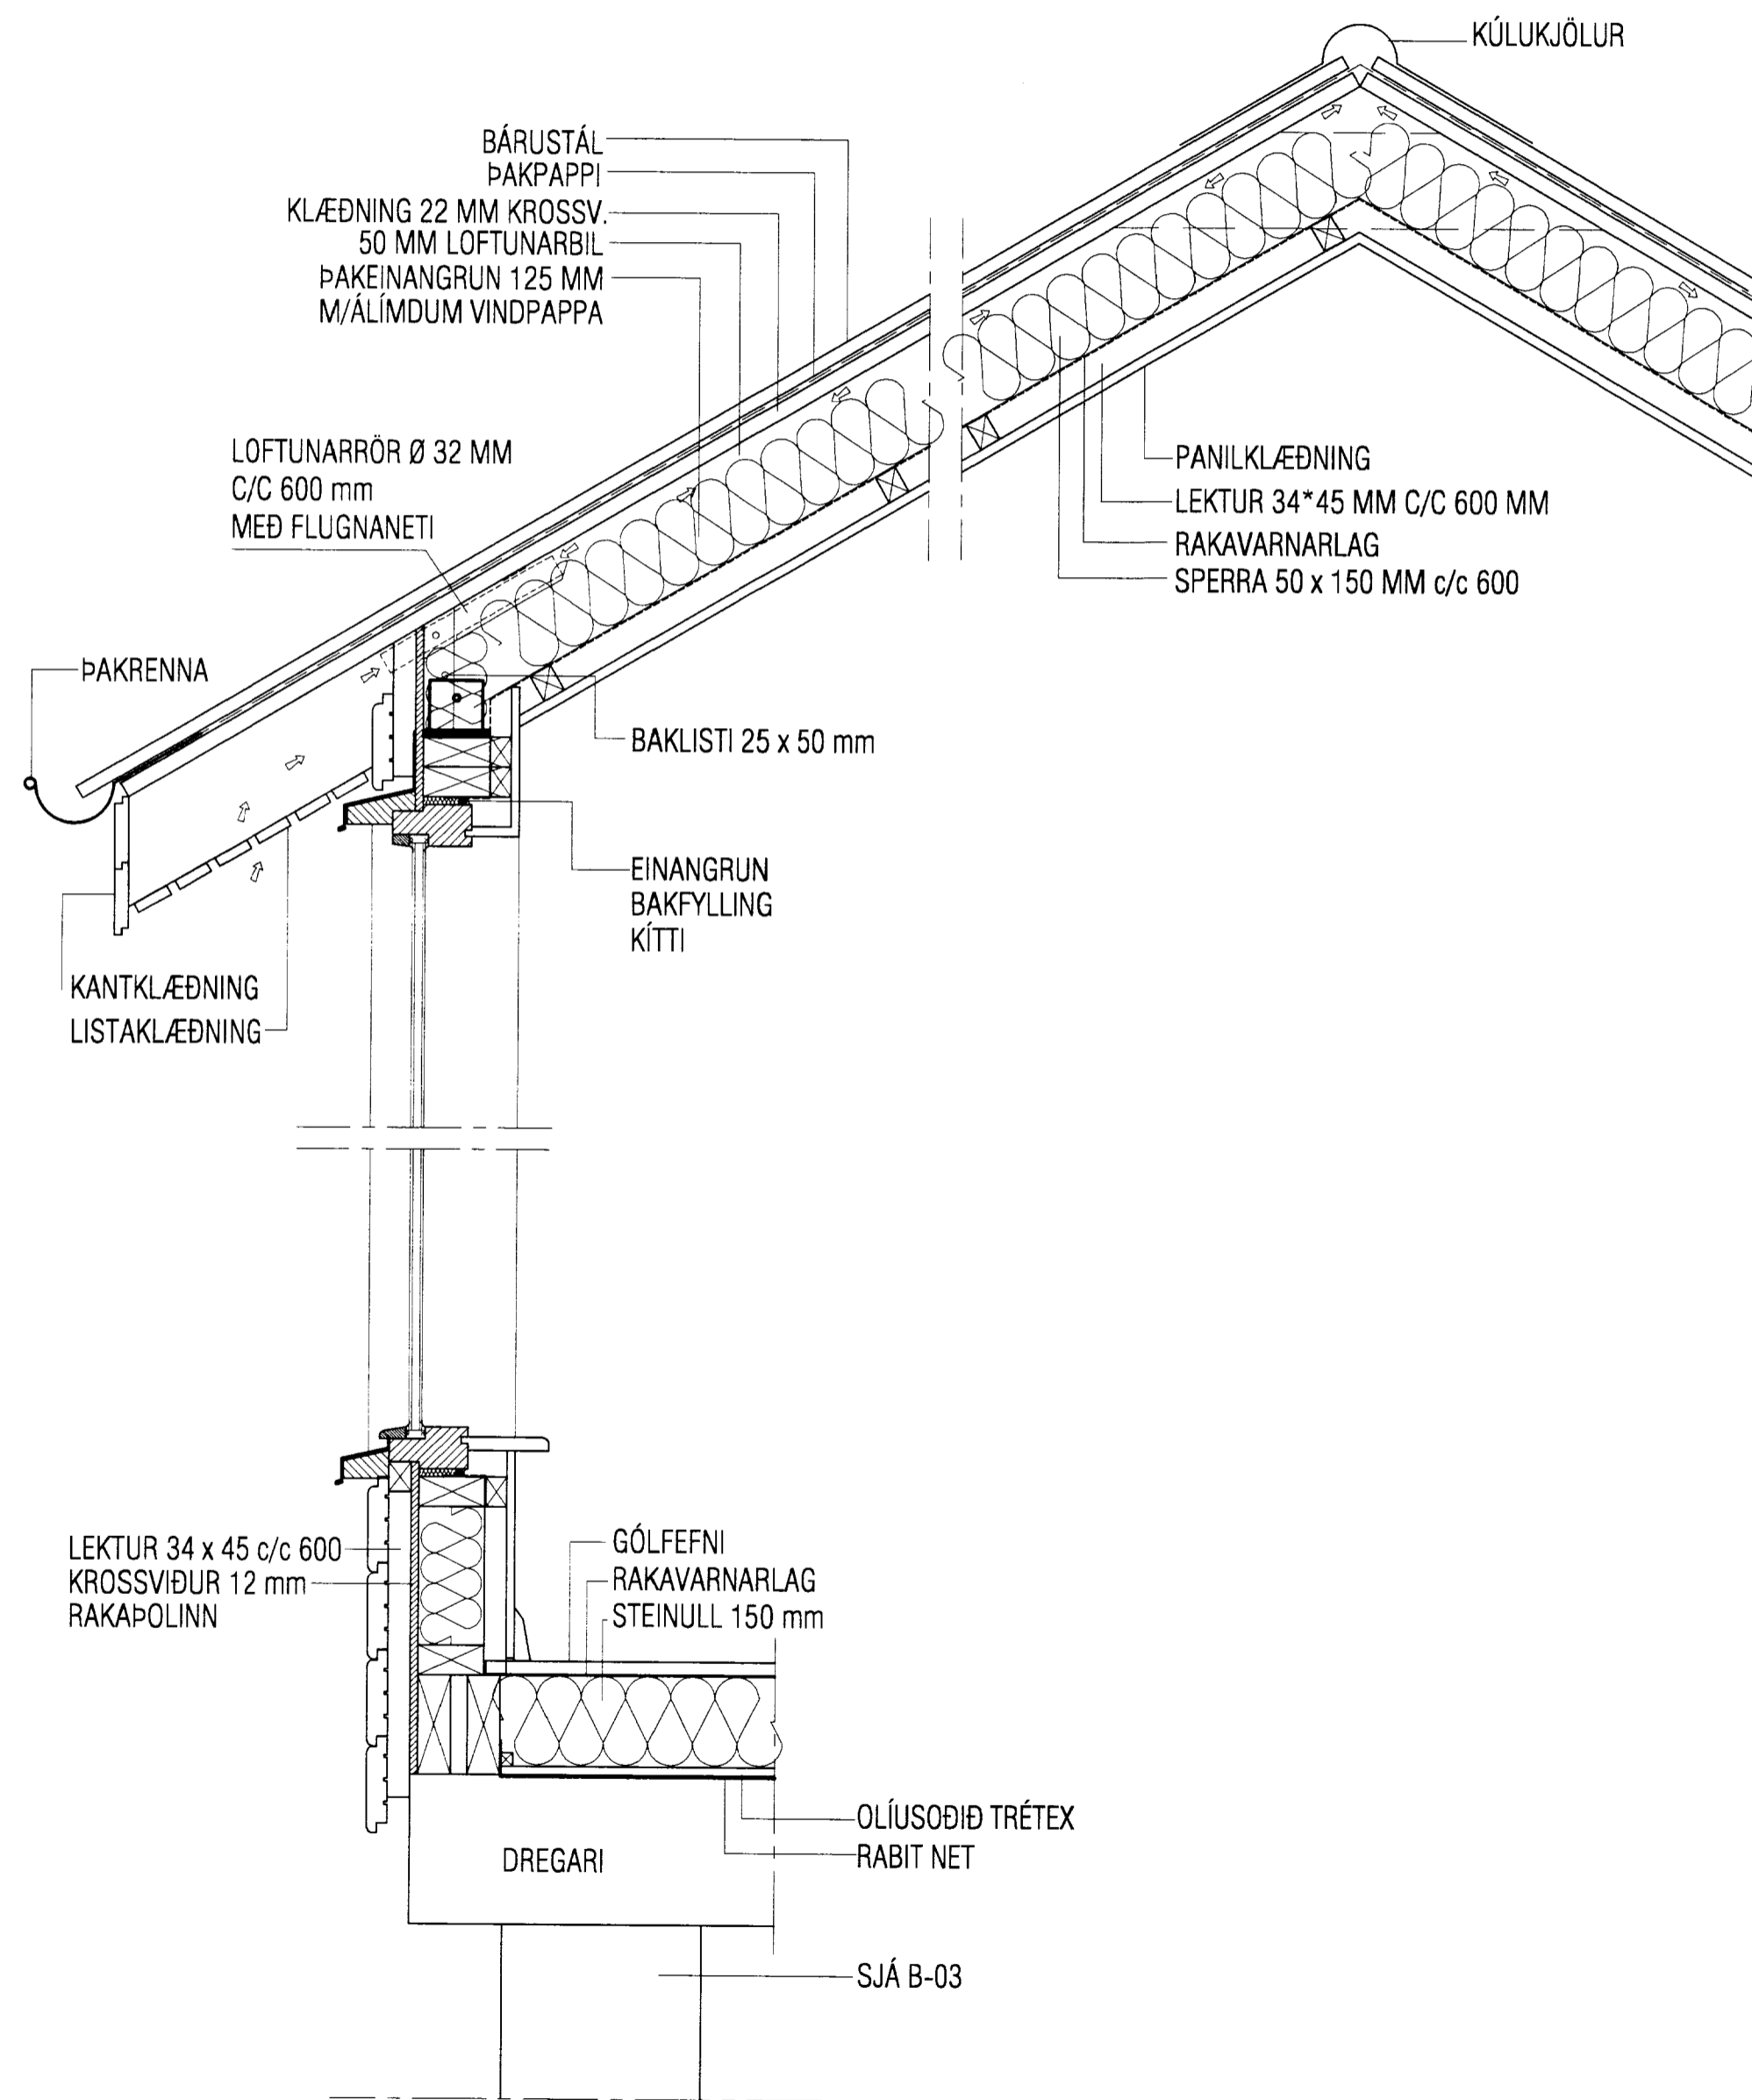 KÚLUKJÖLUR
BÁRUSTÁL
ÞAKPAPPI
KLÆÐNING 22 MM KROSSV.
50 MM LOFTUNARBIL
ÞAKEINANGRUN 125 MM
M/ÁLÍMDUM VINDPAPPA
LOFTUNARRÖR Ø 32 MM
C/C 600 mm
MEÐ FLUGNANETI
PANILKLÆÐNING
LEKTUR 34*45 MM C/C 600 MM
RAKAVARNARLAG
SPERRA 50 x 150 MM c/c 600
ÞAKRENNA
BAKLISTI 25 x 50 mm
EINANGRUN
BAKFYLLING
KÍTTI
KANTKLÆÐNING
LISTAKLÆÐNING
LEKTUR 34 x 45 c/c 600
KROSSVIÐUR 12 mm
RAKAÞOLINN
GÓLFEFNI
RAKAVARNARLAG
STEINULL 150 mm
OLÍUSOÐIÐ TRÉTEX
RABIT NET
DREGARI
SJÁ B-03